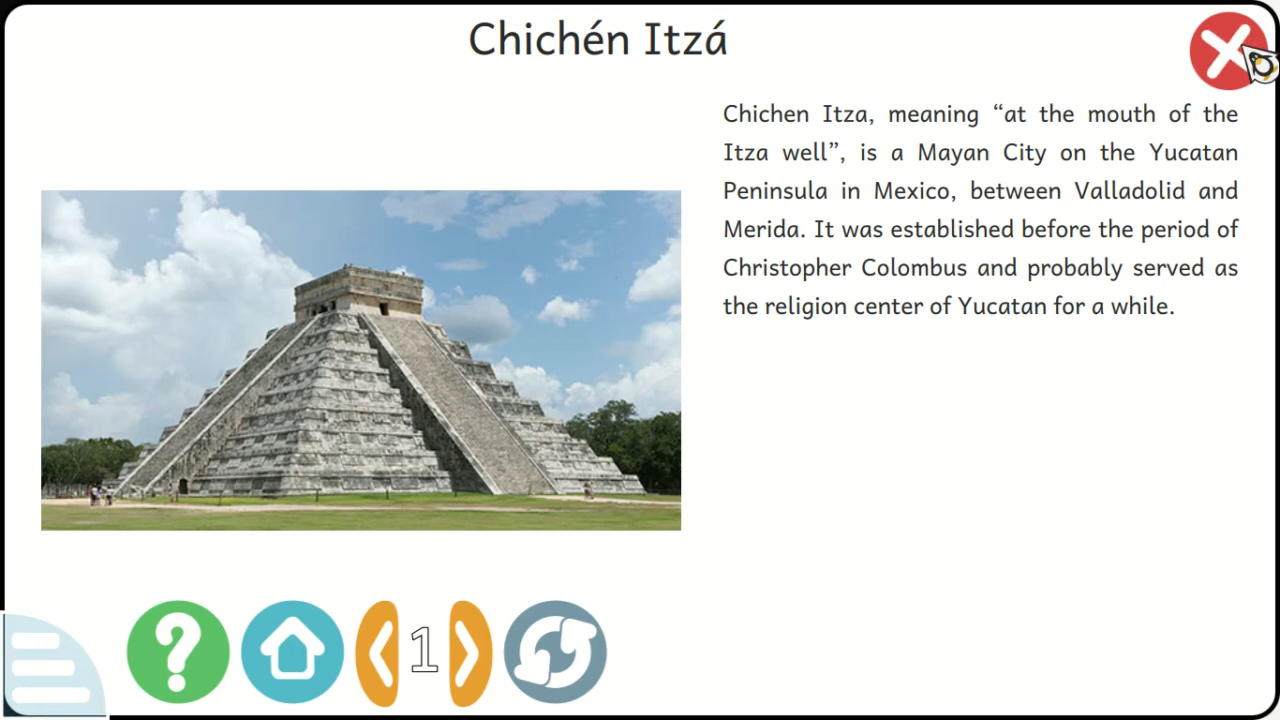 Chichén Itzá
Chichen Itza, meaning “at the mouth of the
Itza well”, is a Mayan City on the Yucatan
Peninsula in Mexico, between Valladolid and
Merida. It was established before the period of
Christopher Colombus and probably served as
the religion center of Yucatan for a while.
?
1